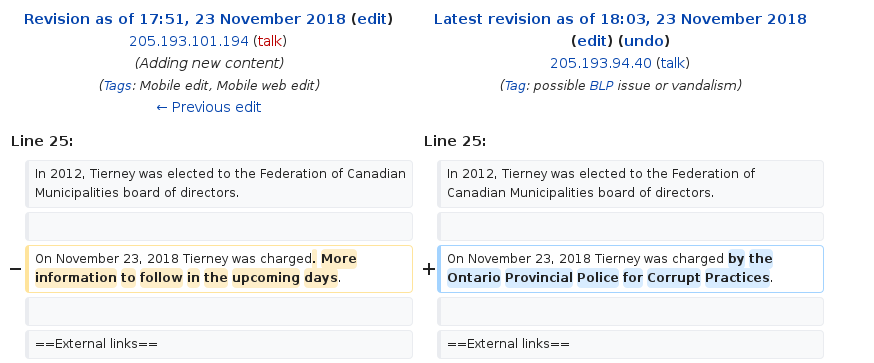 Revision as of 17:51, 23 November 2018 (edit)
205.193.101.194 (talk)
(Adding new content)
(Tags: Mobile edit, Mobile web edit)
← Previous edit
Latest revision as of 18:03, 23 November 2018
(edit) (undo)
205.193.94.40 (talk)
(Tag: possible BLP issue or vandalism)
Line 25:
Line 25:
In 2012, Tierney was elected to the Federation of Canadian
Municipalities board of directors.
In 2012, Tierney was elected to the Federation of
Canadian Municipalities board of directors.
− On November 23, 2018 Tierney was charged. More
information to follow in the upcoming days.
+ On November 23, 2018 Tierney was charged by the
Ontario Provincial Police for Corrupt Practices.
==External links==
==External links==